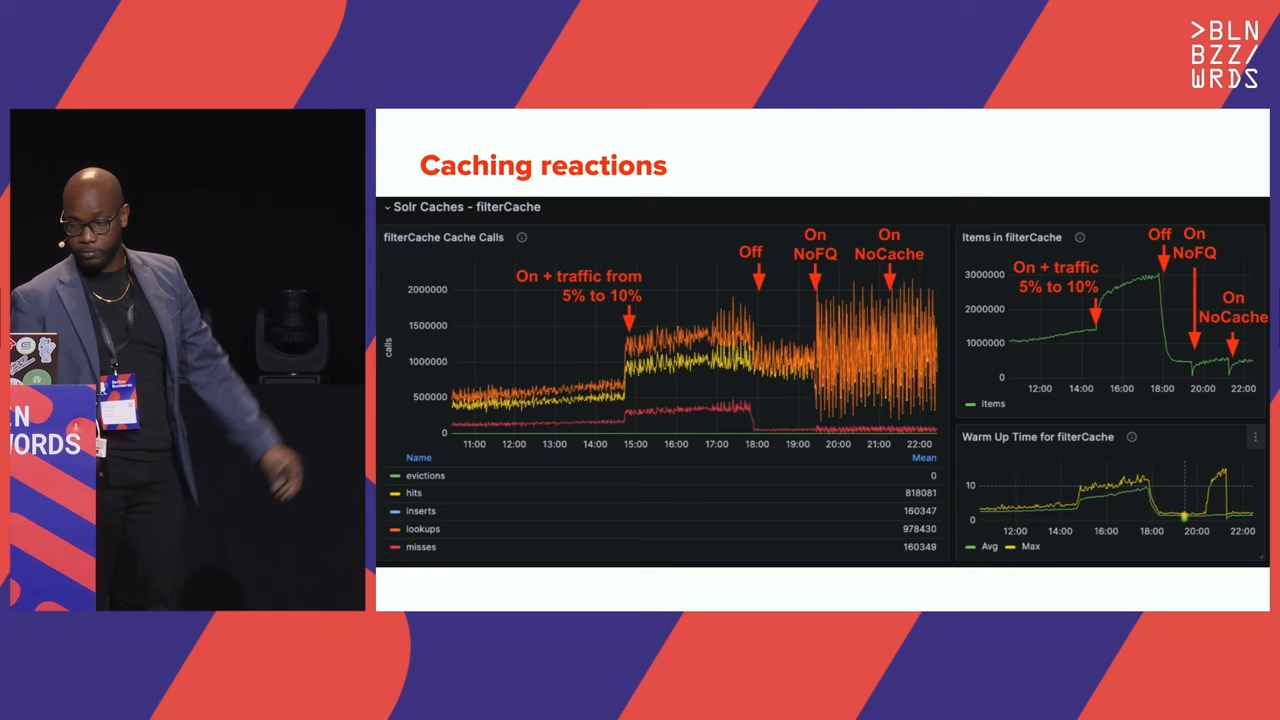 >BLN
BZZ/
WRDS
Caching reactions
Solr Caches - filterCache
filterCache Cache Calls
On + traffic from
5% to 10%
Off
On
NoFQ
On
NoCache
calls
2000000
1500000
1000000
500000
0
11:00 12:00 13:00 14:00 15:00 16:00 17:00 18:00 19:00 20:00 21:00 22:00
Name Mean
evictions 0
hits 818081
inserts 160347
lookups 978430
misses 160349
Items in filterCache
On + traffic
5% to 10%
Off
On
NoFQ
On
NoCache
3000000
2000000
1000000
0
12:00 14:00 16:00 18:00 20:00 22:00
items
Warm Up Time for filterCache
10
0
12:00 14:00 16:00 18:00 20:00 22:00
Avg Max
WORDS